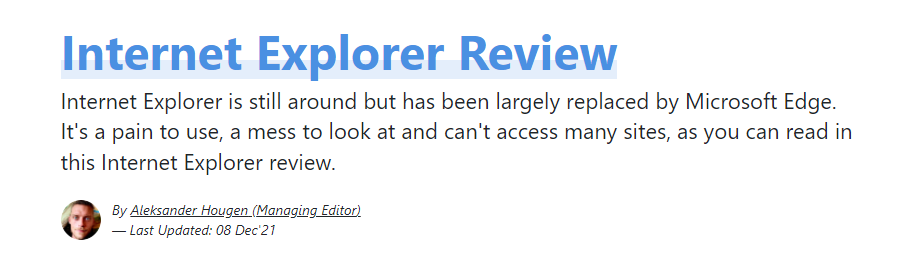 Internet Explorer Review
Internet Explorer is still around but has been largely replaced by Microsoft Edge.
It's a pain to use, a mess to look at and can't access many sites, as you can read in
this Internet Explorer review.
By Aleksander Hougen (Managing Editor)
— Last Updated: 08 Dec'21